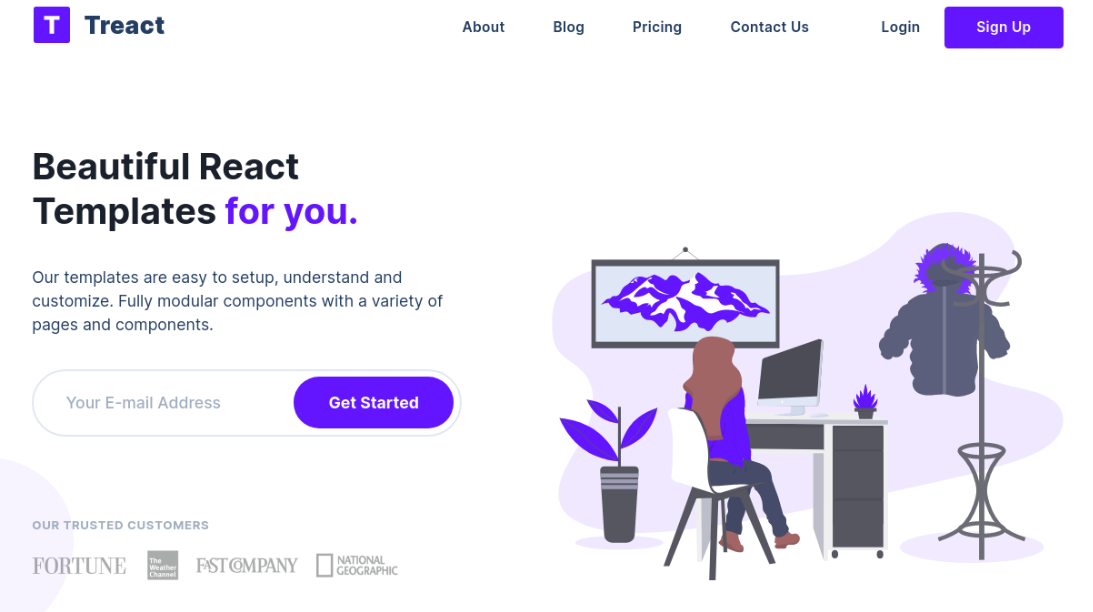 T Treact
About Blog Pricing Contact Us Login Sign Up
Beautiful React
Templates for you.
Our templates are easy to setup, understand and
customize. Fully modular components with a variety of
pages and components.
Your E-mail Address Get Started
OUR TRUSTED CUSTOMERS
FORTUNE
The
Weather
Channel
FAST COMPANY
NATIONAL
GEOGRAPHIC